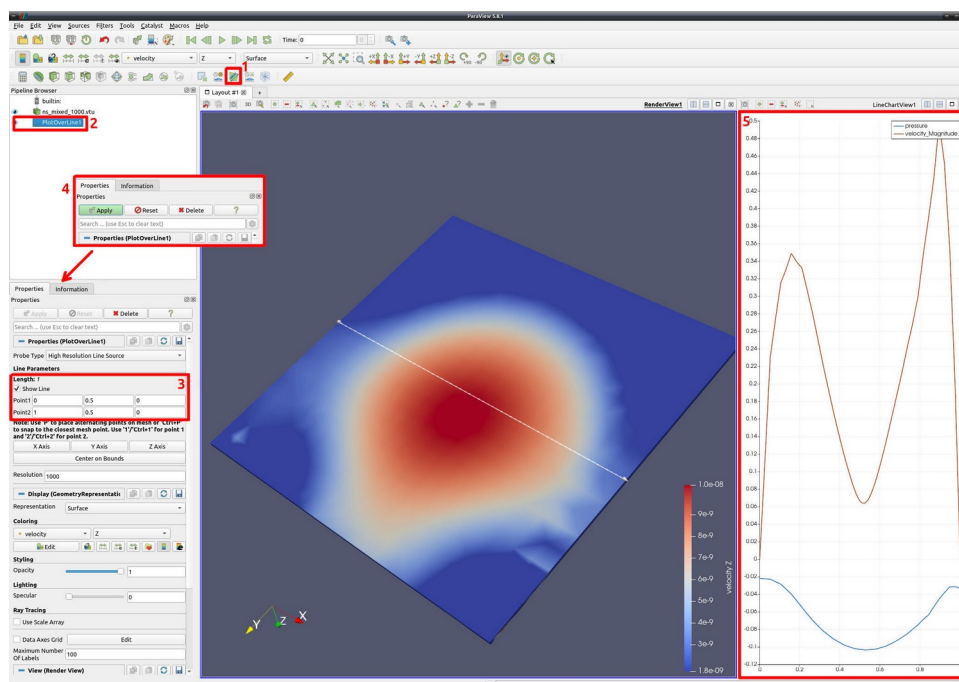 ParaView 5.8.1
File Edit View Sources Filters Tools Catalyst Macros Help
Time: 0
velocity Z Surface
1
Pipeline Browser
Layout #1
builtin:
ns_mixed_1000.vtu
PlotOverLine1 2
3D
RenderView1
LineChartView1
4
Properties Information
Properties
Apply Reset Delete ?
Search ... (use Esc to clear text)
Properties (PlotOverLine1)
Properties Information
Properties
Apply Reset Delete ?
Search ... (use Esc to clear text)
Properties (PlotOverLine1)
Probe Type High Resolution Line Source
Line Parameters
Length: 1
3
Show Line
Point1 0 0.5 0
Point2 1 0.5 0
Note: Use 'P' to place alternating points on mesh or 'Ctrl+P'
to snap to the closest mesh point. Use '1'/'Ctrl+1' for point 1
and '2'/'Ctrl+2' for point 2.
X Axis Y Axis Z Axis
Center on Bounds
Resolution 1000
Display (GeometryRepresentatic
Representation Surface
Coloring
velocity Z
Edit
Styling
Opacity 1
Lighting
Specular 0
Ray Tracing
Use Scale Array
Data Axes Grid Edit
Maximum Number
Of Labels 100
View (Render View)
Y Z X
1.0e-08
9e-9
8e-9
7e-9
6e-9
5e-9
4e-9
3e-9
1.8e-09
velocity Z
5
pressure
velocity_Magnitude
0.5
0.48
0.46
0.44
0.42
0.4
0.38
0.36
0.34
0.32
0.3
0.28
0.26
0.24
0.22
0.2
0.18
0.16
0.14
0.12
0.1
0.08
0.06
0.04
0.02
0
-0.02
-0.04
-0.06
-0.08
-0.1
-0.12
0 0.2 0.4 0.6 0.8